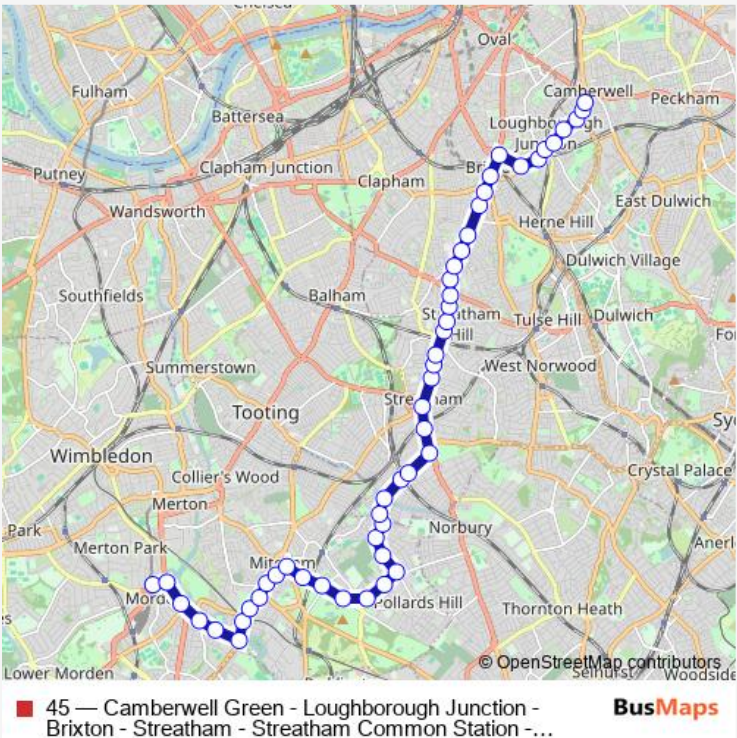 Chelsea
Oval
Fulham
Camberwell
Peckham
Battersea
Loughborough
Junction
Clapham Junction
Putney
Clapham
East Dulwich
Wandsworth
Herne Hill
Dulwich Village
Southfields
Balham
Streatham
Hill
Tulse Hill
Dulwich
Summerstown
West Norwood
Streatham
Tooting
Wimbledon
Collier's Wood
Crystal Palace
Merton
Park
Norbury
Merton Park
Mitcham
Pollards Hill
Thornton Heath
Lower Morden
Selhurst
Woodside
© OpenStreetMap contributors
45 — Camberwell Green - Loughborough Junction -
Brixton - Streatham - Streatham Common Station -...
BusMaps